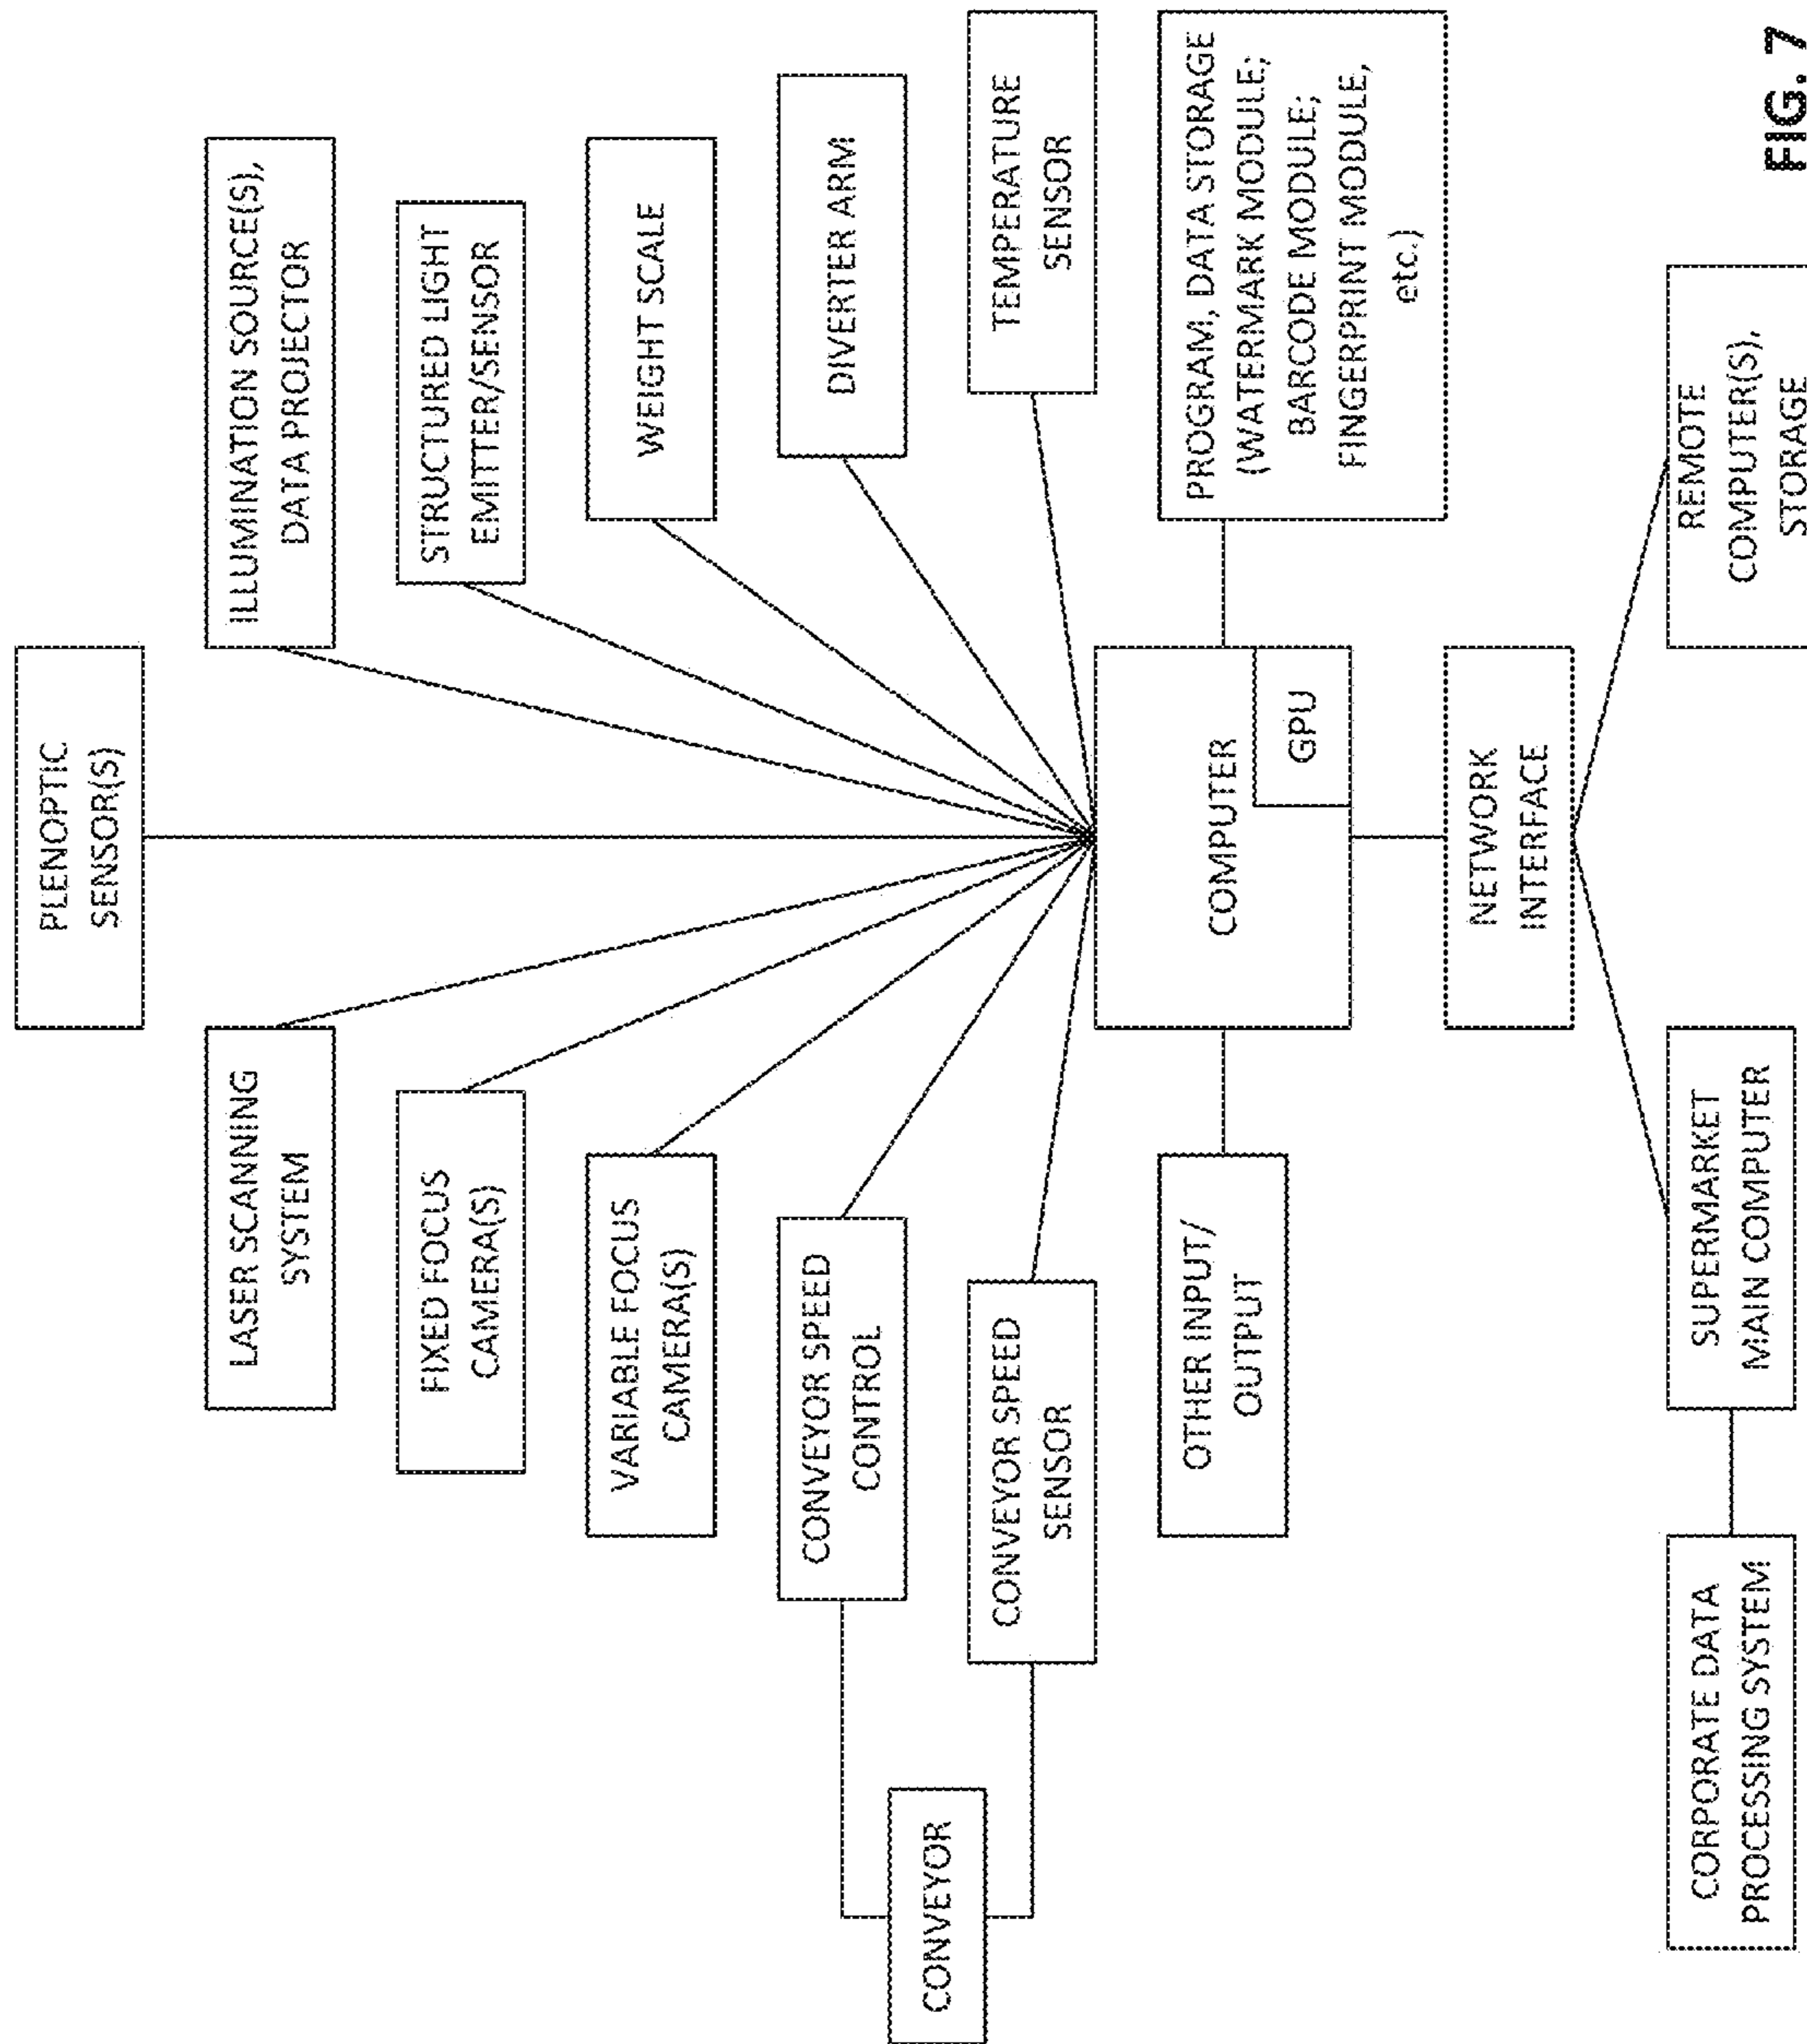 PLENOPTIC
SENSOR(S)
LASER SCANNING
SYSTEM
ILLUMINATION SOURCE(S),
DATA PROJECTOR
FIXED FOCUS
CAMERA(S)
STRUCTURED LIGHT
EMITTER/SENSOR
VARIABLE FOCUS
CAMERA(S)
WEIGHT SCALE
CONVEYOR SPEED
CONTROL
DIVERTER ARM
CONVEYOR
CONVEYOR SPEED
SENSOR
TEMPERATURE
SENSOR
OTHER INPUT/
OUTPUT
COMPUTER
GPU
PROGRAM, DATA STORAGE
(WATERMARK MODULE;
BARCODE MODULE;
FINGERPRINT MODULE,
etc.)
NETWORK
INTERFACE
CORPORATE DATA
PROCESSING SYSTEM
SUPERMARKET
MAIN COMPUTER
REMOTE
COMPUTER(S),
STORAGE
FIG. 7